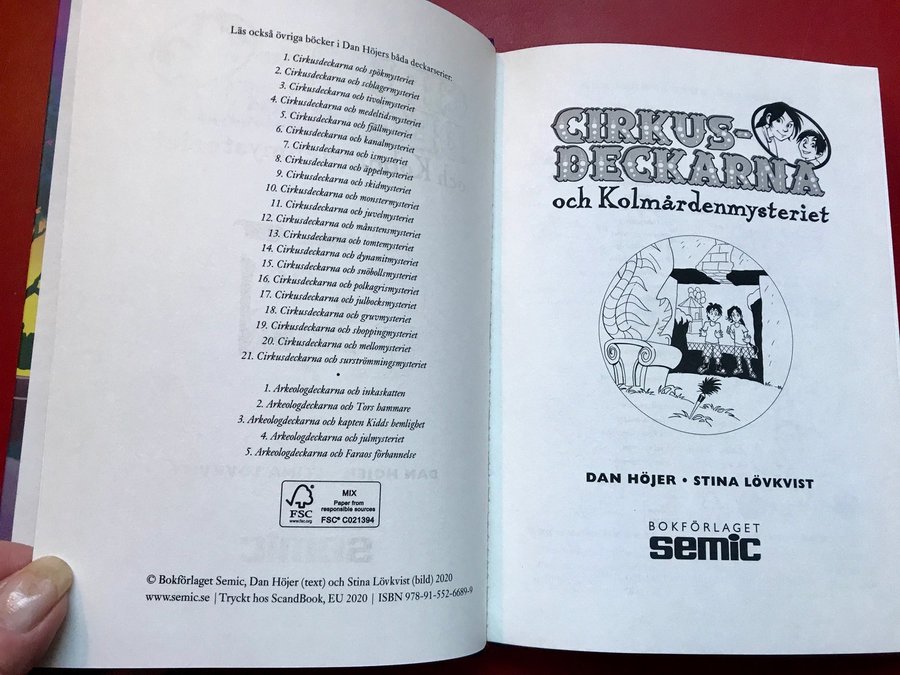 Läs också övriga böcker i Dan Höjers båda deckarserier:
1. Cirkusdeckarna och spökmysteriet
2. Cirkusdeckarna och schlagermysteriet
3. Cirkusdeckarna och tivolimysteriet
4. Cirkusdeckarna och medeltidsmysteriet
5. Cirkusdeckarna och fjällmysteriet
6. Cirkusdeckarna och kanalmysteriet
7. Cirkusdeckarna och ismysteriet
8. Cirkusdeckarna och äppelmysteriet
9. Cirkusdeckarna och skidmysteriet
10. Cirkusdeckarna och monstermysteriet
11. Cirkusdeckarna och juvelmysteriet
12. Cirkusdeckarna och månstensmysteriet
13. Cirkusdeckarna och tomtemysteriet
14. Cirkusdeckarna och dynamitmysteriet
15. Cirkusdeckarna och snöbollsmysteriet
16. Cirkusdeckarna och polkagrismysteriet
17. Cirkusdeckarna och julbocksmysteriet
18. Cirkusdeckarna och gruvmysteriet
19. Cirkusdeckarna och shoppingmysteriet
20. Cirkusdeckarna och mellomysteriet
21. Cirkusdeckarna och surströmmingsmysteriet
•
1. Arkeologdeckarna och inkaskatten
2. Arkeologdeckarna och Tors hammare
3. Arkeologdeckarna och kapten Kidds hemlighet
4. Arkeologdeckarna och julmysteriet
5. Arkeologdeckarna och Faraos förbannelse
FSC
www.fsc.org
MIX
Paper from
responsible sources
FSC® C021394
© Bokförlaget Semic, Dan Höjer (text) och Stina Lövkvist (bild) 2020
www.semic.se | Tryckt hos ScandBook, EU 2020 | ISBN 978-91-552-6689-9
CIRKUS-
DECKARNA
och Kolmårdenmysteriet
DAN HÖJER • STINA LÖVKVIST
BOKFÖRLAGET
semic